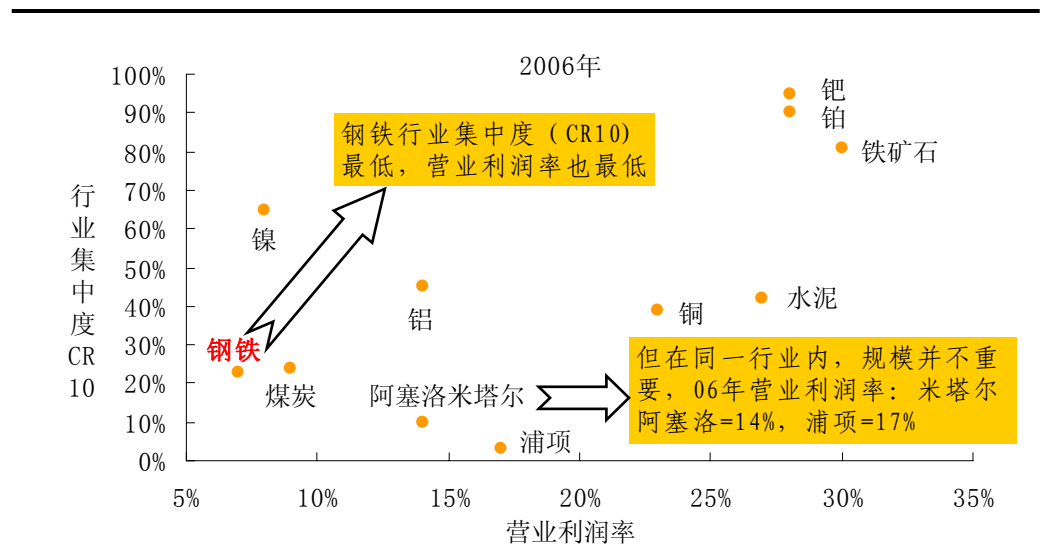 2006年
100%
90%
80%
70%
60%
50%
40%
30%
20%
10%
0%
行
业
集
中
度
CR
10
钢铁行业集中度（CR10)
最低，营业利润率也最低
钯
铂
铁矿石
镍
铝
铜
水泥
钢铁
煤炭
阿塞洛米塔尔
浦项
但在同一行业内，规模并不重
要，06年营业利润率：米塔尔
阿塞洛=14%，浦项=17%
5%
10%
15%
20%
25%
30%
35%
营业利润率